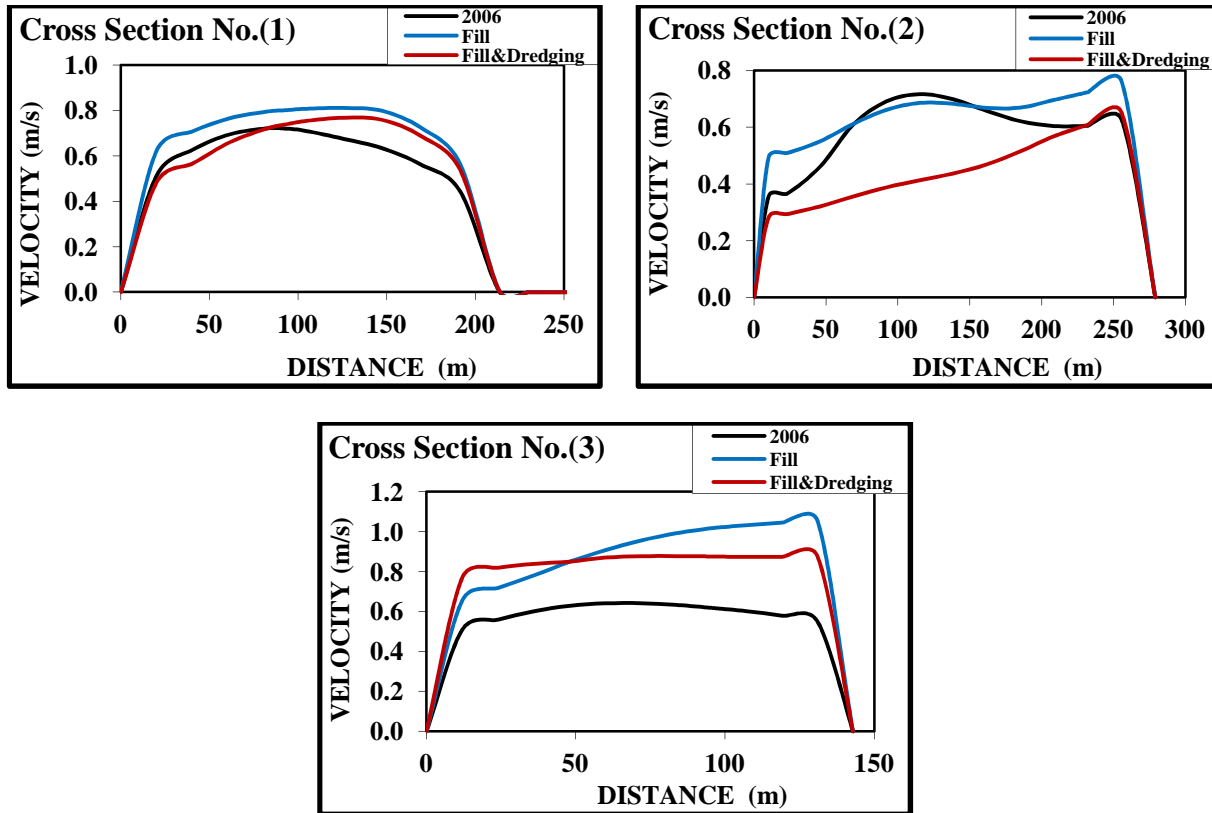 Cross Section No.(1)
2006
Fill
Fill&Dredging
VELOCITY (m/s)
1.0
0.8
0.6
0.4
0.2
0.0
0 50 100 150 200 250
DISTANCE (m)
Cross Section No.(2)
2006
Fill
Fill&Dredging
VELOCITY (m/s)
0.8
0.6
0.4
0.2
0.0
0 50 100 150 200 250 300
DISTANCE (m)
Cross Section No.(3)
2006
Fill
Fill&Dredging
VELOCITY (m/s)
1.2
1.0
0.8
0.6
0.4
0.2
0.0
0 50 100 150
DISTANCE (m)